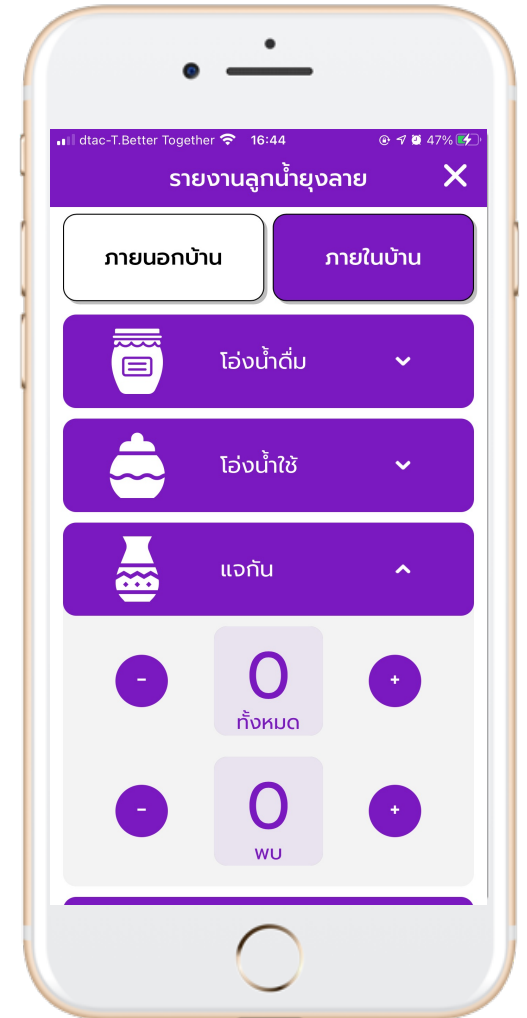 dtac-T.Better Together 16:44 47%
รายงานลูกน้ำยุงลาย
ภายนอกบ้าน ภายในบ้าน
โอ่งน้ำดื่ม
โอ่งน้ำใช้
แจกัน
- 0 +
ทั้งหมด
- 0 +
พบ